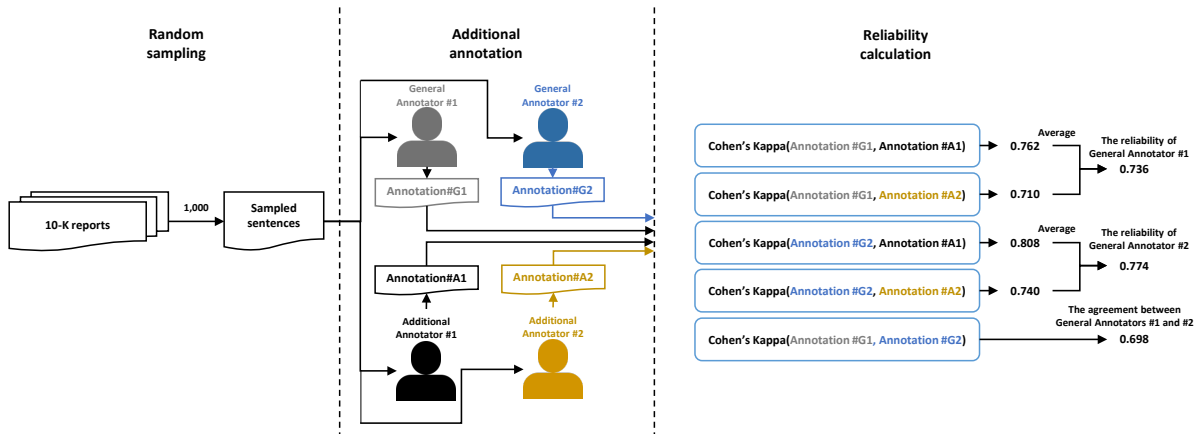 Random
sampling
10-K reports
1,000
Sampled
sentences
Additional
annotation
General
Annotator #1
General
Annotator #2
Annotation#G1
Annotation#G2
Annotation#A1
Annotation#A2
Additional
Annotator #1
Additional
Annotator #2
Reliability
calculation
Cohen's Kappa(Annotation #G1, Annotation #A1)
0.762
Average
The reliability of
General Annotator #1
0.736
Cohen's Kappa(Annotation #G1, Annotation #A2)
0.710
Cohen's Kappa(Annotation #G2, Annotation #A1)
0.808
Average
The reliability of
General Annotator #2
0.774
Cohen's Kappa(Annotation #G2, Annotation #A2)
0.740
Cohen's Kappa(Annotation #G1, Annotation #G2)
The agreement between
General Annotators #1 and #2
0.698